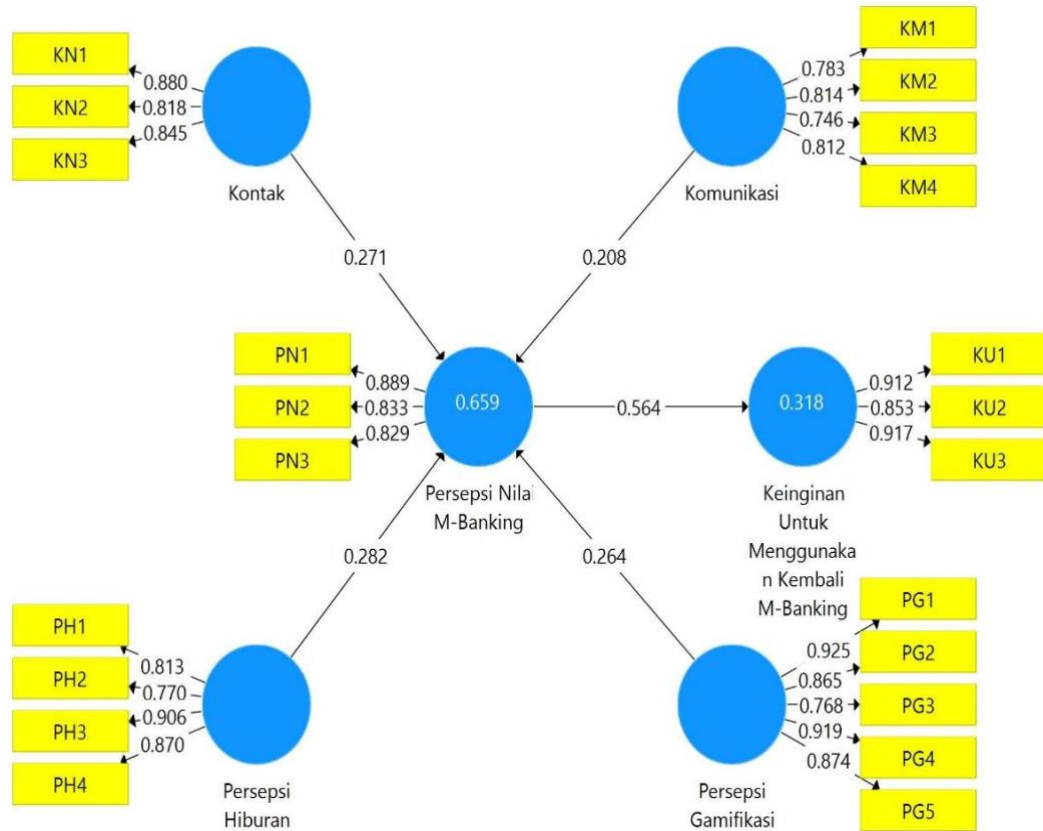 KN1
KN2
KN3
0.880
0.818
0.845
Kontak
KM1
KM2
KM3
KM4
0.783
0.814
0.746
0.812
Komunikasi
0.271
0.208
PN1
PN2
PN3
0.889
0.833
0.829
0.659
Persepsi Nilai
M-Banking
0.564
0.318
Keinginan
Untuk
Menggunaka
n Kembali
M-Banking
KU1
KU2
KU3
0.912
0.853
0.917
0.282
0.264
PH1
PH2
PH3
PH4
0.813
0.770
0.906
0.870
Persepsi
Hiburan
PG1
PG2
PG3
PG4
PG5
0.925
0.865
0.768
0.919
0.874
Persepsi
Gamifikasi